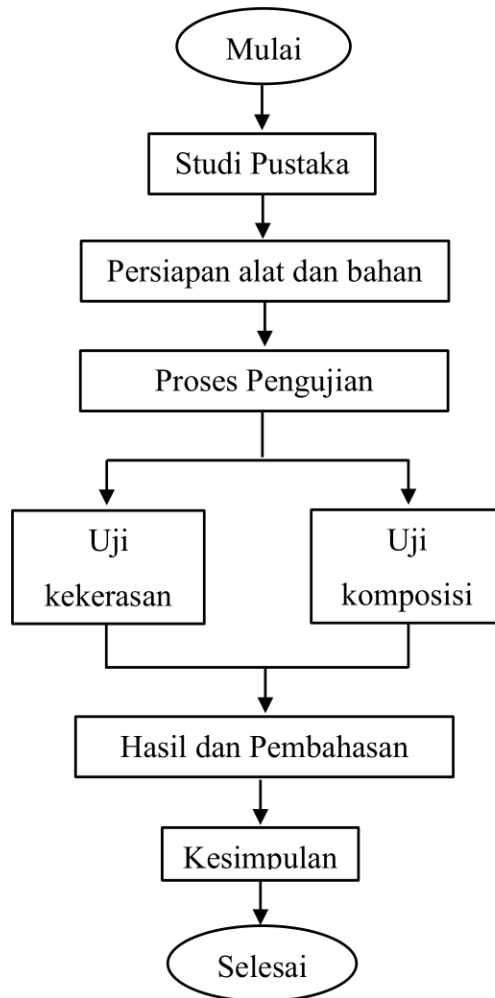 Mulai
Studi Pustaka
Persiapan alat dan bahan
Proses Pengujian
Uji
kekerasan
Uji
komposisi
Hasil dan Pembahasan
Kesimpulan
Selesai